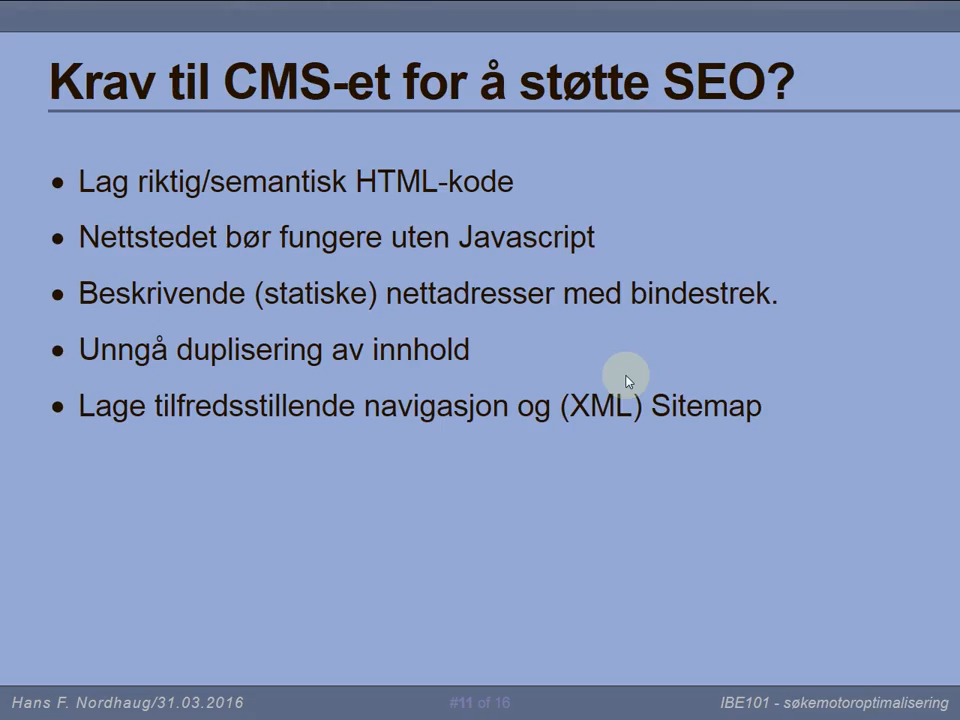 Krav til CMS-et for å støtte SEO?
• Lag riktig/semantisk HTML-kode
• Nettstedet bør fungere uten Javascript
• Beskrivende (statiske) nettadresser med bindestrek.
• Unngå duplisering av innhold
• Lage tilfredsstillende navigasjon og (XML) Sitemap
Hans F. Nordhaug/31.03.2016 #11 of 16 IBE101 - søkemotoroptimalisering